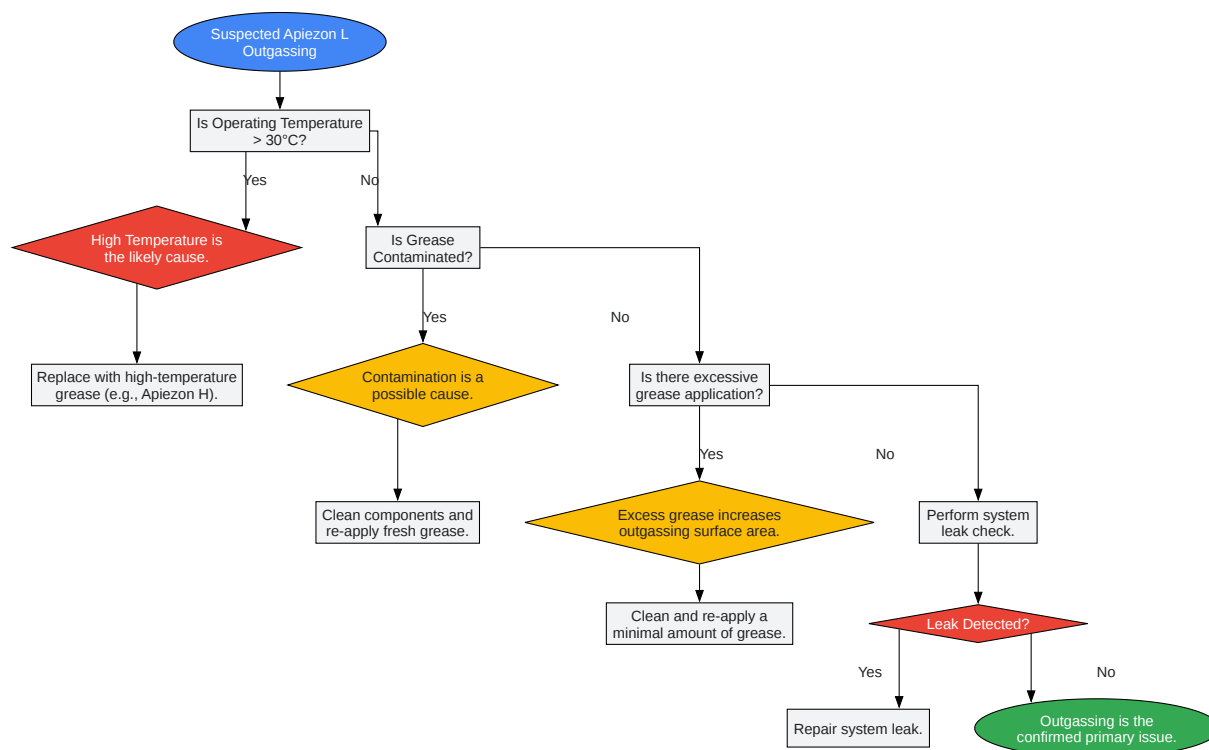 Suspected Apiezon L
Outgassing
Is Operating Temperature
> 30°C?
Yes
No
High Temperature is
the likely cause.
Is Grease
Contaminated?
Yes
No
Replace with high-temperature
grease (e.g., Apiezon H).
Contamination is a
possible cause.
Is there excessive
grease application?
Yes
No
Clean components and
re-apply fresh grease.
Excess grease increases
outgassing surface area.
Perform system
leak check.
Clean and re-apply a
minimal amount of grease.
Leak Detected?
Yes
No
Repair system leak.
Outgassing is the
confirmed primary issue.